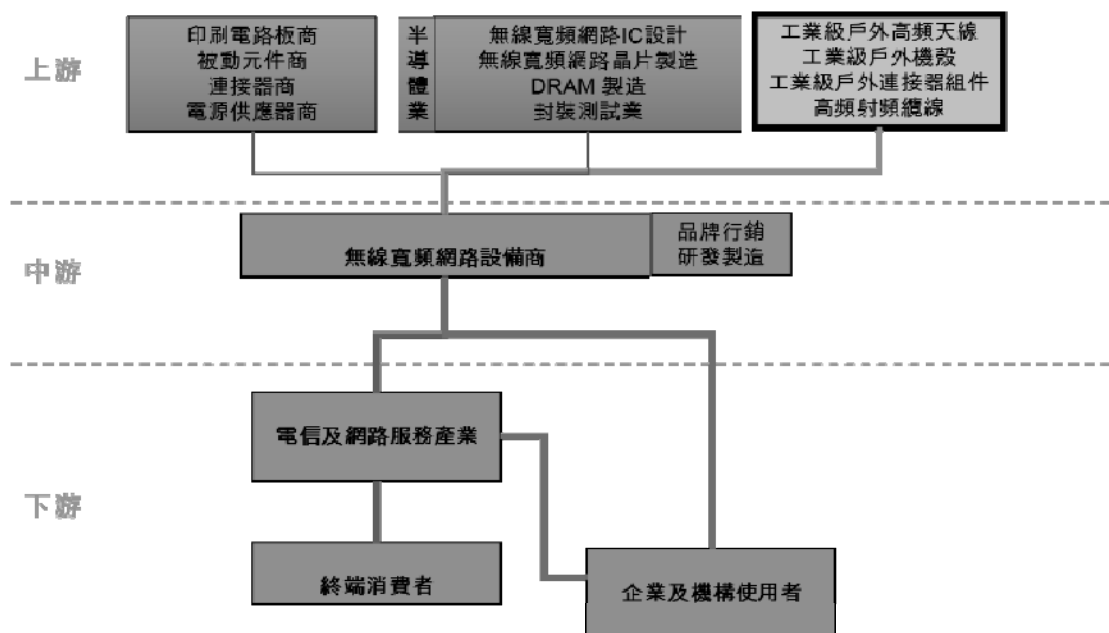 上游
印刷電路板商
被動元件商
連接器商
電源供應器商
半導體業
無線寬頻網路IC設計
無線寬頻網路晶片製造
DRAM 製造
封裝測試業
工業級戶外高頻天線
工業級戶外機殼
工業級戶外連接器組件
高頻射頻纜線
中游
無線寬頻網路設備商
品牌行銷
研發製造
下游
電信及網路服務產業
終端消費者
企業及機構使用者